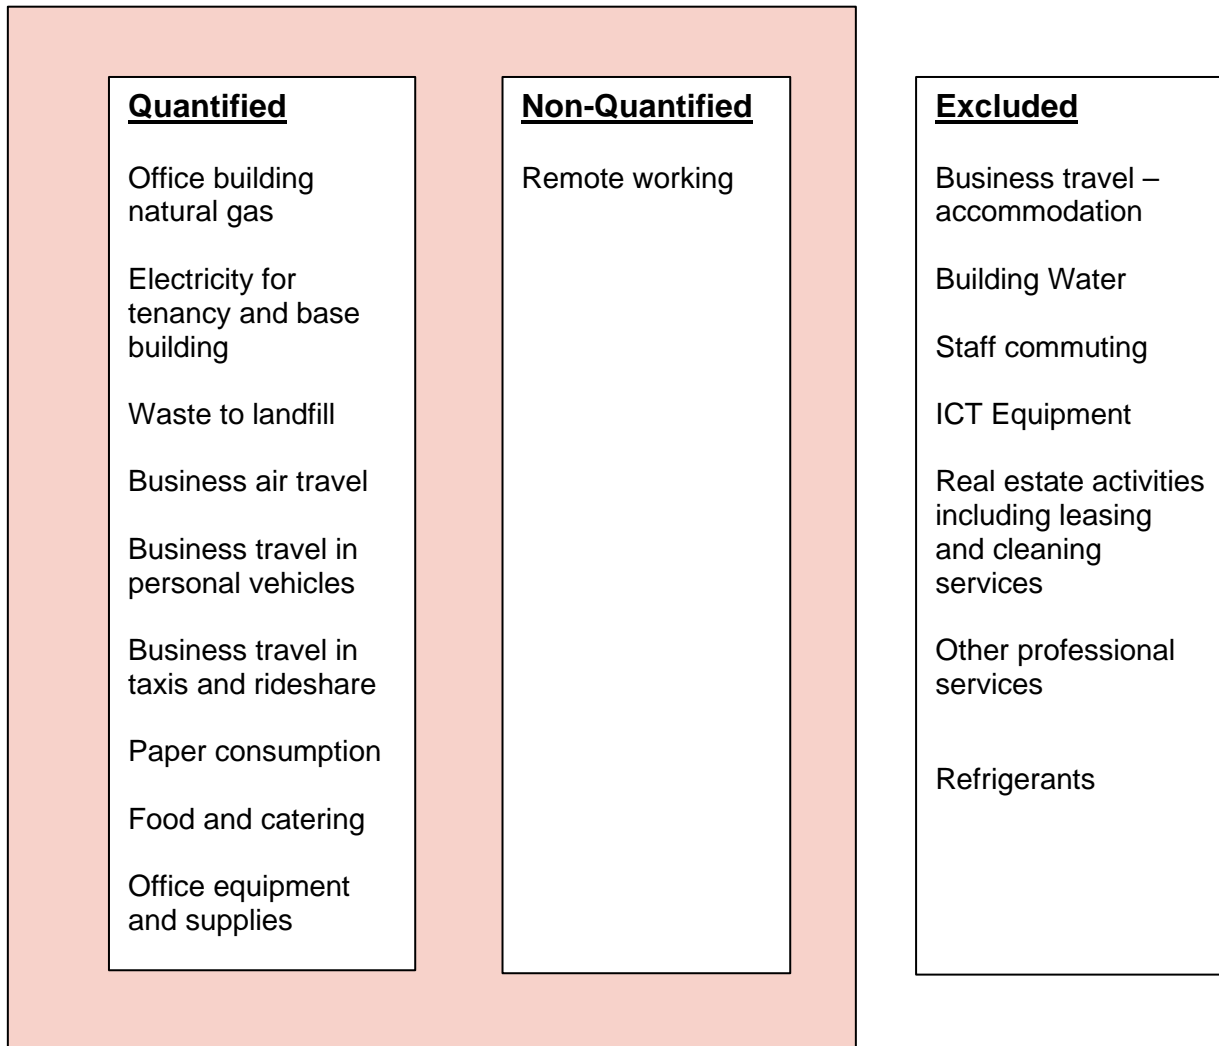 Quantified
Office building
natural gas
Electricity for
tenancy and base
building
Waste to landfill
Business air travel
Business travel in
personal vehicles
Business travel in
taxis and rideshare
Paper consumption
Food and catering
Office equipment
and supplies
Non-Quantified
Remote working
Excluded
Business travel –
accommodation
Building Water
Staff commuting
ICT Equipment
Real estate activities
including leasing
and cleaning
services
Other professional
services
Refrigerants